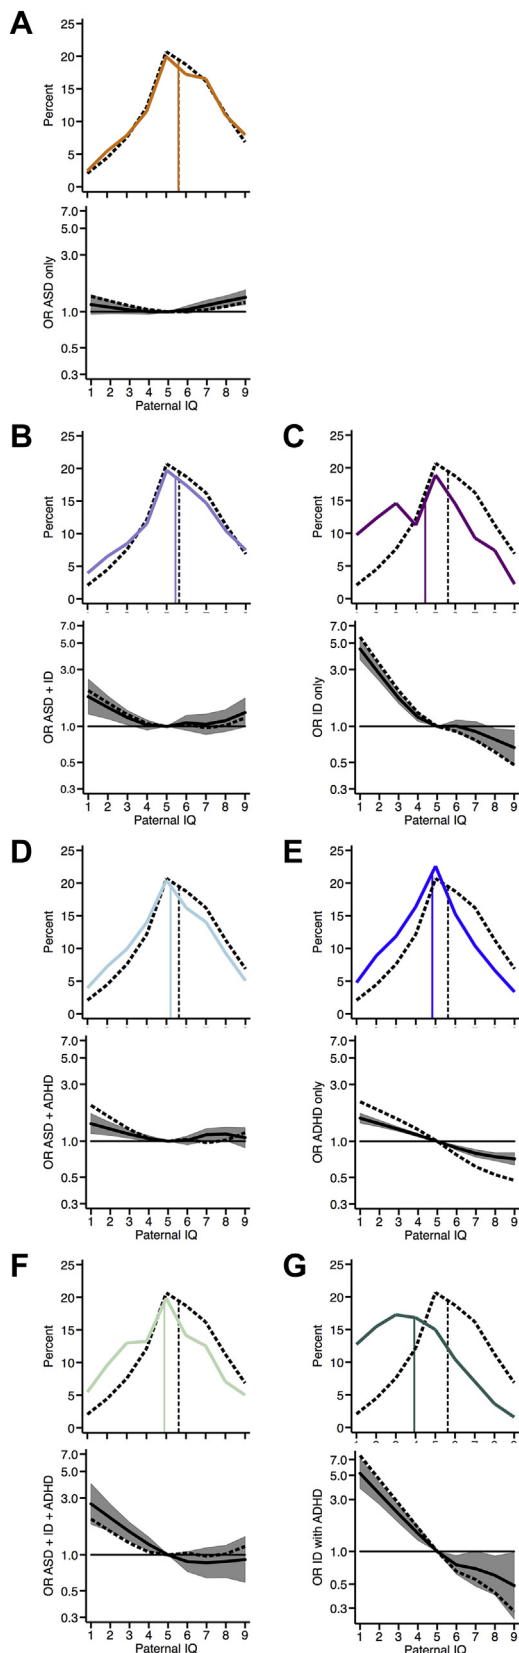 A
25
20
15
10
5
0
Percent
7.0
5.0
3.0
1.0
0.5
0.3
OR ASD only
1 2 3 4 5 6 7 8 9
Paternal IQ
B
25
20
15
10
5
0
Percent
7.0
5.0
3.0
1.0
0.5
0.3
OR ASD + ID
1 2 3 4 5 6 7 8 9
Paternal IQ
C
25
20
15
10
5
0
Percent
7.0
5.0
3.0
1.0
0.5
0.3
OR ID only
1 2 3 4 5 6 7 8 9
Paternal IQ
D
25
20
15
10
5
0
Percent
7.0
5.0
3.0
1.0
0.5
0.3
OR ASD + ADHD
1 2 3 4 5 6 7 8 9
Paternal IQ
E
25
20
15
10
5
0
Percent
7.0
5.0
3.0
1.0
0.5
0.3
OR ADHD only
1 2 3 4 5 6 7 8 9
Paternal IQ
F
25
20
15
10
5
0
Percent
7.0
5.0
3.0
1.0
0.5
0.3
OR ASD + ID + ADHD
1 2 3 4 5 6 7 8 9
Paternal IQ
G
25
20
15
10
5
0
Percent
7.0
5.0
3.0
1.0
0.5
0.3
OR ID with ADHD
1 2 3 4 5 6 7 8 9
Paternal IQ